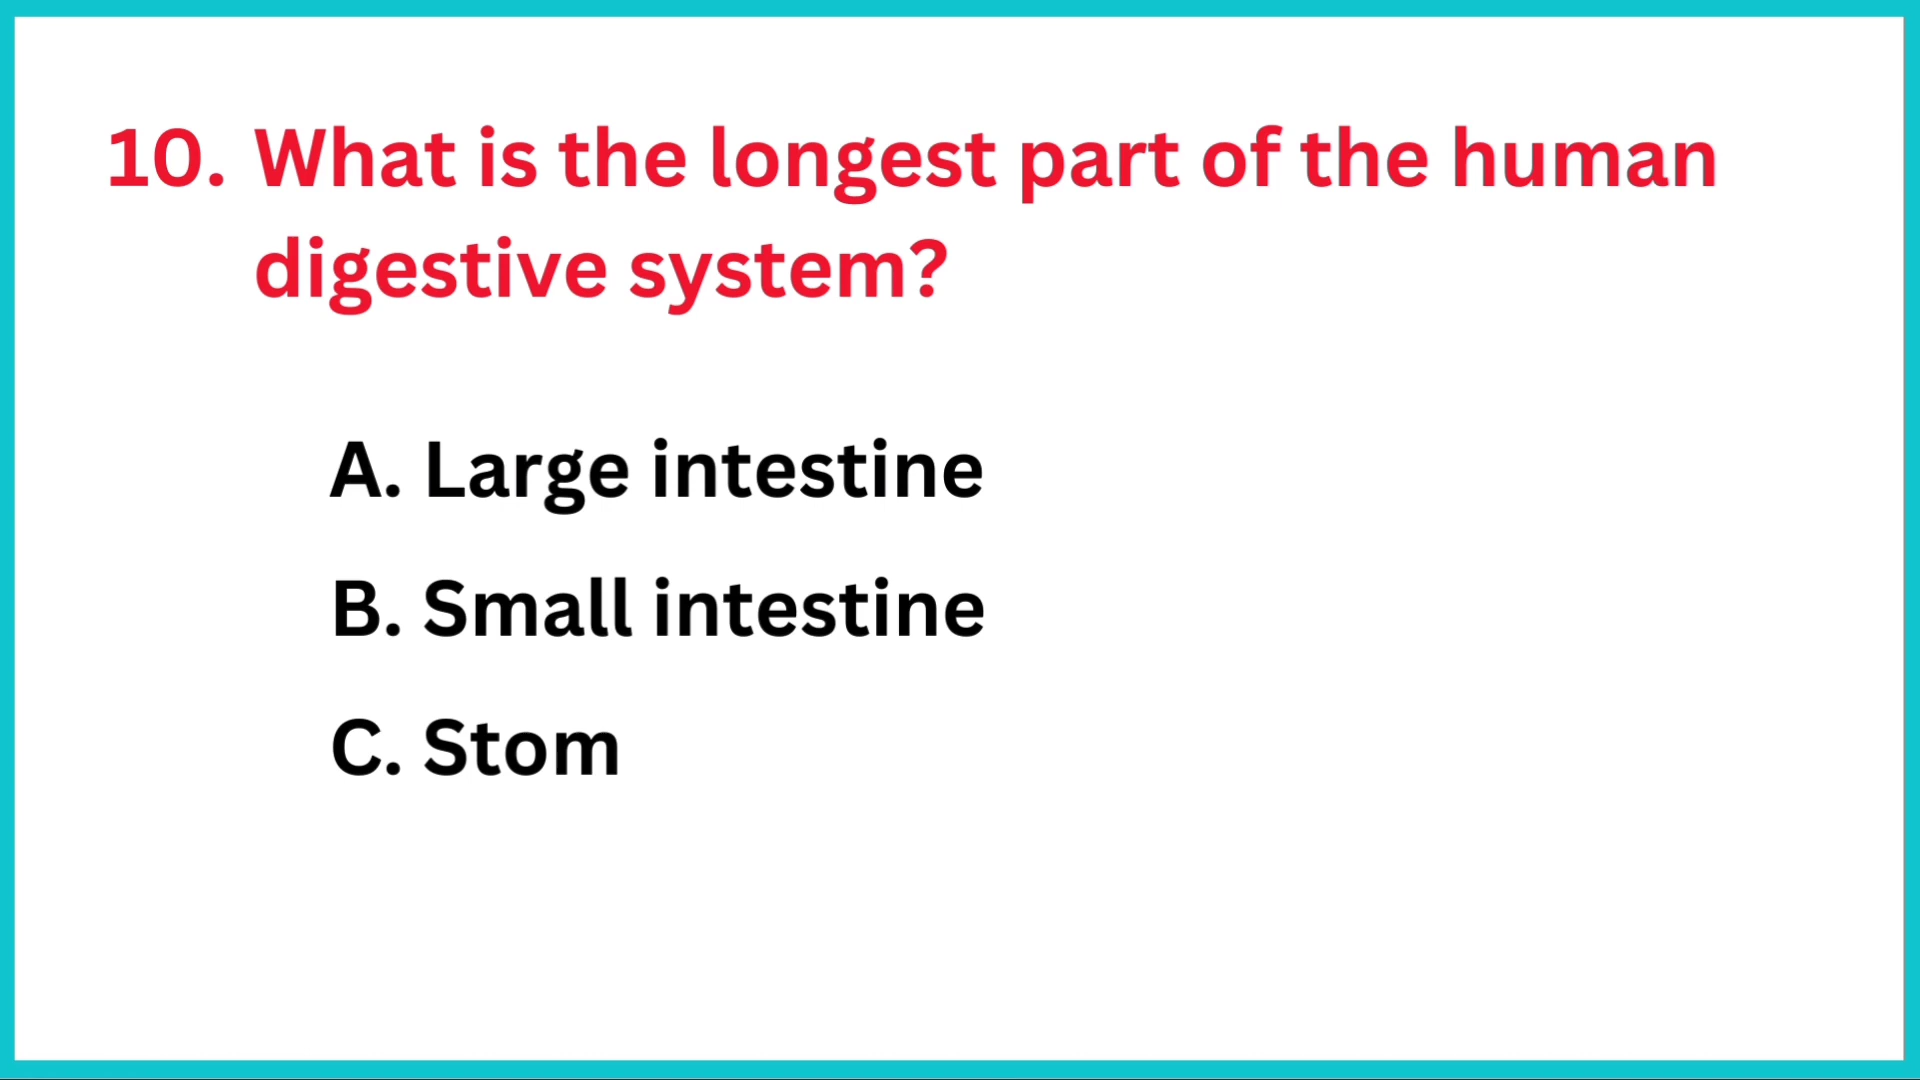 10. What is the longest part of the human
digestive system?
A. Large intestine
B. Small intestine
C. Stom